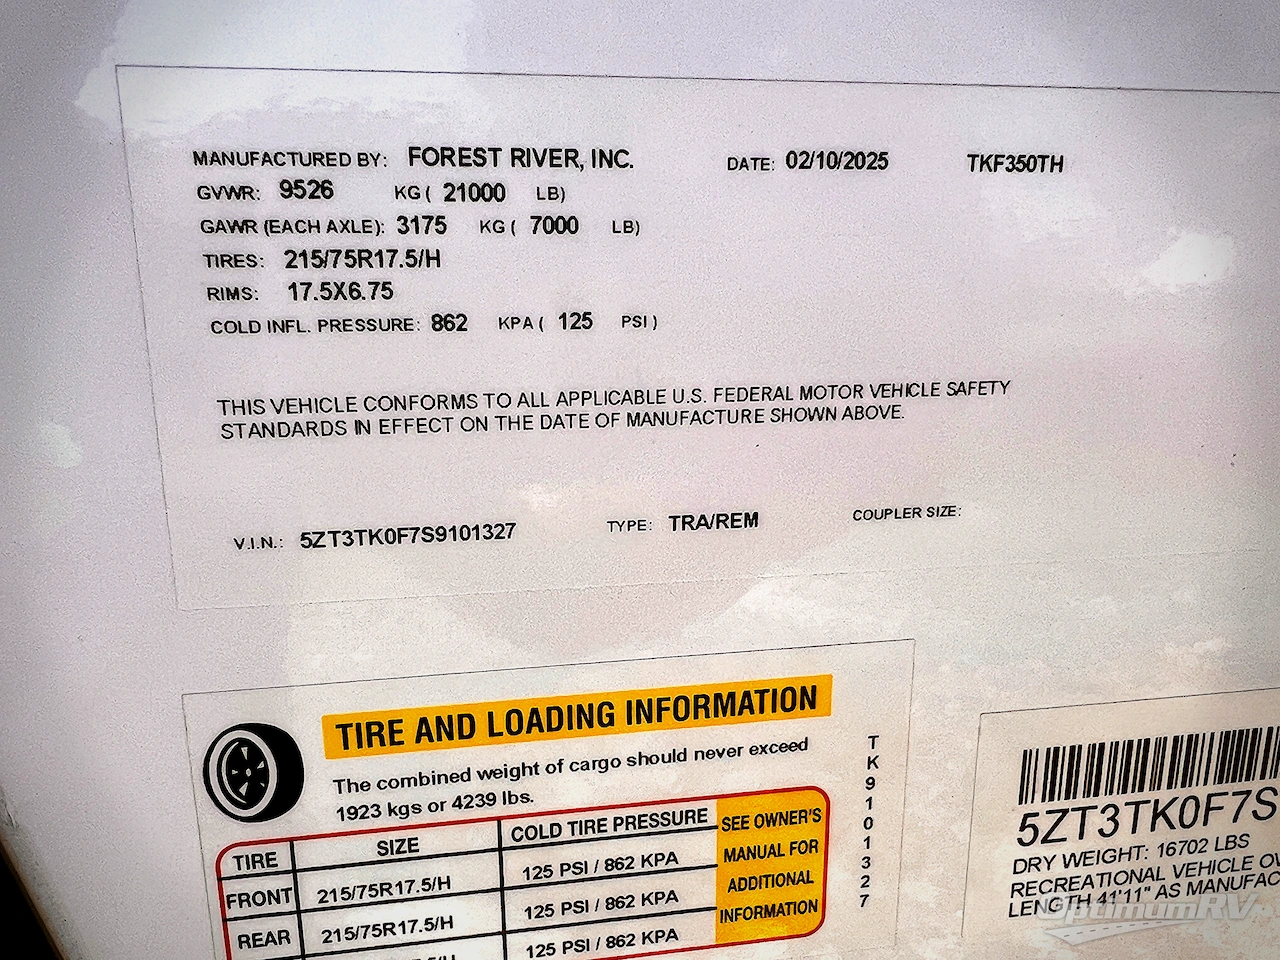 MANUFACTURED BY: FOREST RIVER, INC. DATE: 02/10/2025 TKF350TH
GVWR: 9526 KG ( 21000 LB)
GAWR (EACH AXLE): 3175 KG ( 7000 LB)
TIRES: 215/75R17.5/H
RIMS: 17.5X6.75
COLD INFL. PRESSURE: 862 KPA ( 125 PSI )
THIS VEHICLE CONFORMS TO ALL APPLICABLE U.S. FEDERAL MOTOR VEHICLE SAFETY
STANDARDS IN EFFECT ON THE DATE OF MANUFACTURE SHOWN ABOVE.
V.I.N.: 5ZT3TK0F7S9101327 TYPE: TRA/REM COUPLER SIZE:
TIRE AND LOADING INFORMATION
The combined weight of cargo should never exceed
1923 kgs or 4239 lbs.
TIRE SIZE COLD TIRE PRESSURE
FRONT 215/75R17.5/H 125 PSI / 862 KPA
REAR 215/75R17.5/H 125 PSI / 862 KPA
125 PSI / 862 KPA
SEE OWNER'S
MANUAL FOR
ADDITIONAL
INFORMATION
TK9101327
5ZT3TK0F7S
DRY WEIGHT: 16702 LBS
RECREATIONAL VEHICLE
LENGTH 41'11" AS
OptimumRV